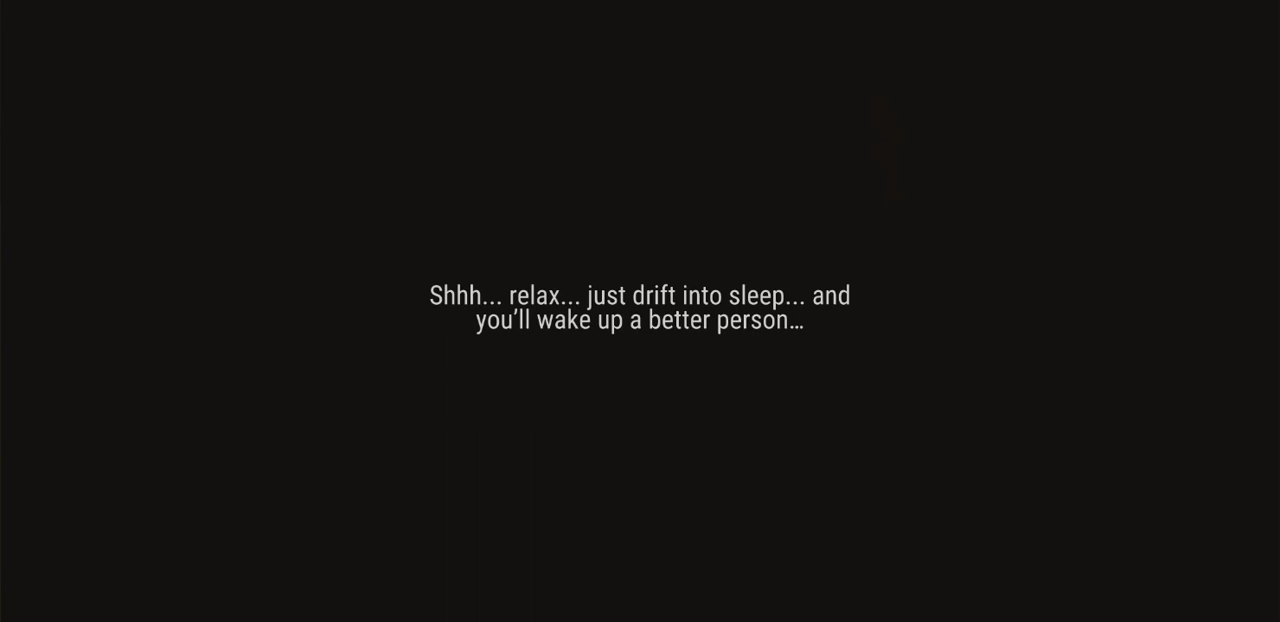 Shhh... relax... just drift into sleep... and
you’ll wake up a better person…